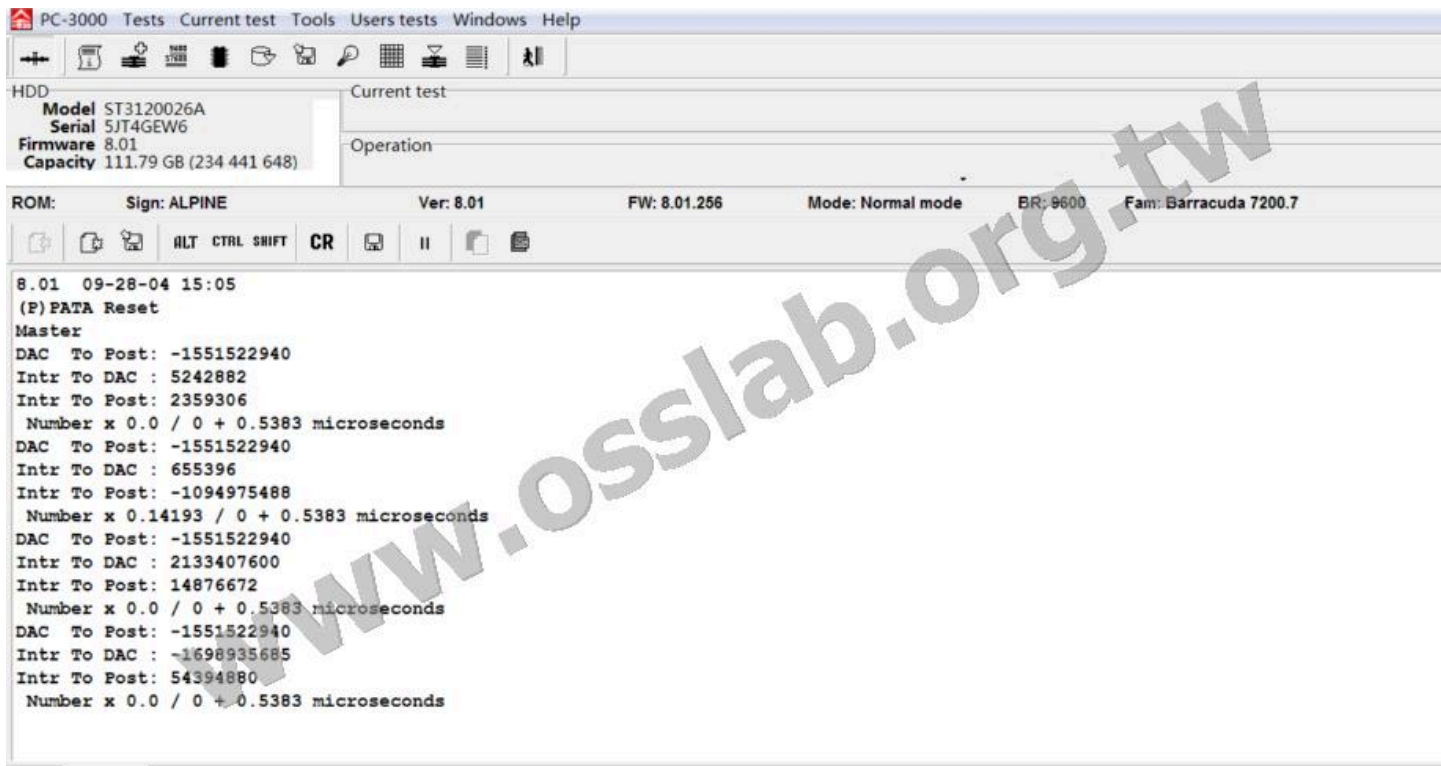 PC-3000 Tests Current test Tools Users tests Windows Help
HDD
Model ST3120026A
Serial 5JT4GEW6
Firmware 8.01
Capacity 111.79 GB (234 441 648)
Current test
Operation
ROM: Sign: ALPINE Ver: 8.01 FW: 8.01.256 Mode: Normal mode BR: 9600 Fam: Barracuda 7200.7
ALT CTRL SHIFT CR
8.01 09-28-04 15:05
(P)PATA Reset
Master
DAC To Post: -1551522940
Intr To DAC : 5242882
Intr To Post: 2359306
Number x 0.0 / 0 + 0.5383 microseconds
DAC To Post: -1551522940
Intr To DAC : 655396
Intr To Post: -1094975488
Number x 0.14193 / 0 + 0.5383 microseconds
DAC To Post: -1551522940
Intr To DAC : 2133407600
Intr To Post: 14876672
Number x 0.0 / 0 + 0.5383 microseconds
DAC To Post: -1551522940
Intr To DAC : -1698935685
Intr To Post: 54394880
Number x 0.0 / 0 + 0.5383 microseconds
www.osslab.org.tw